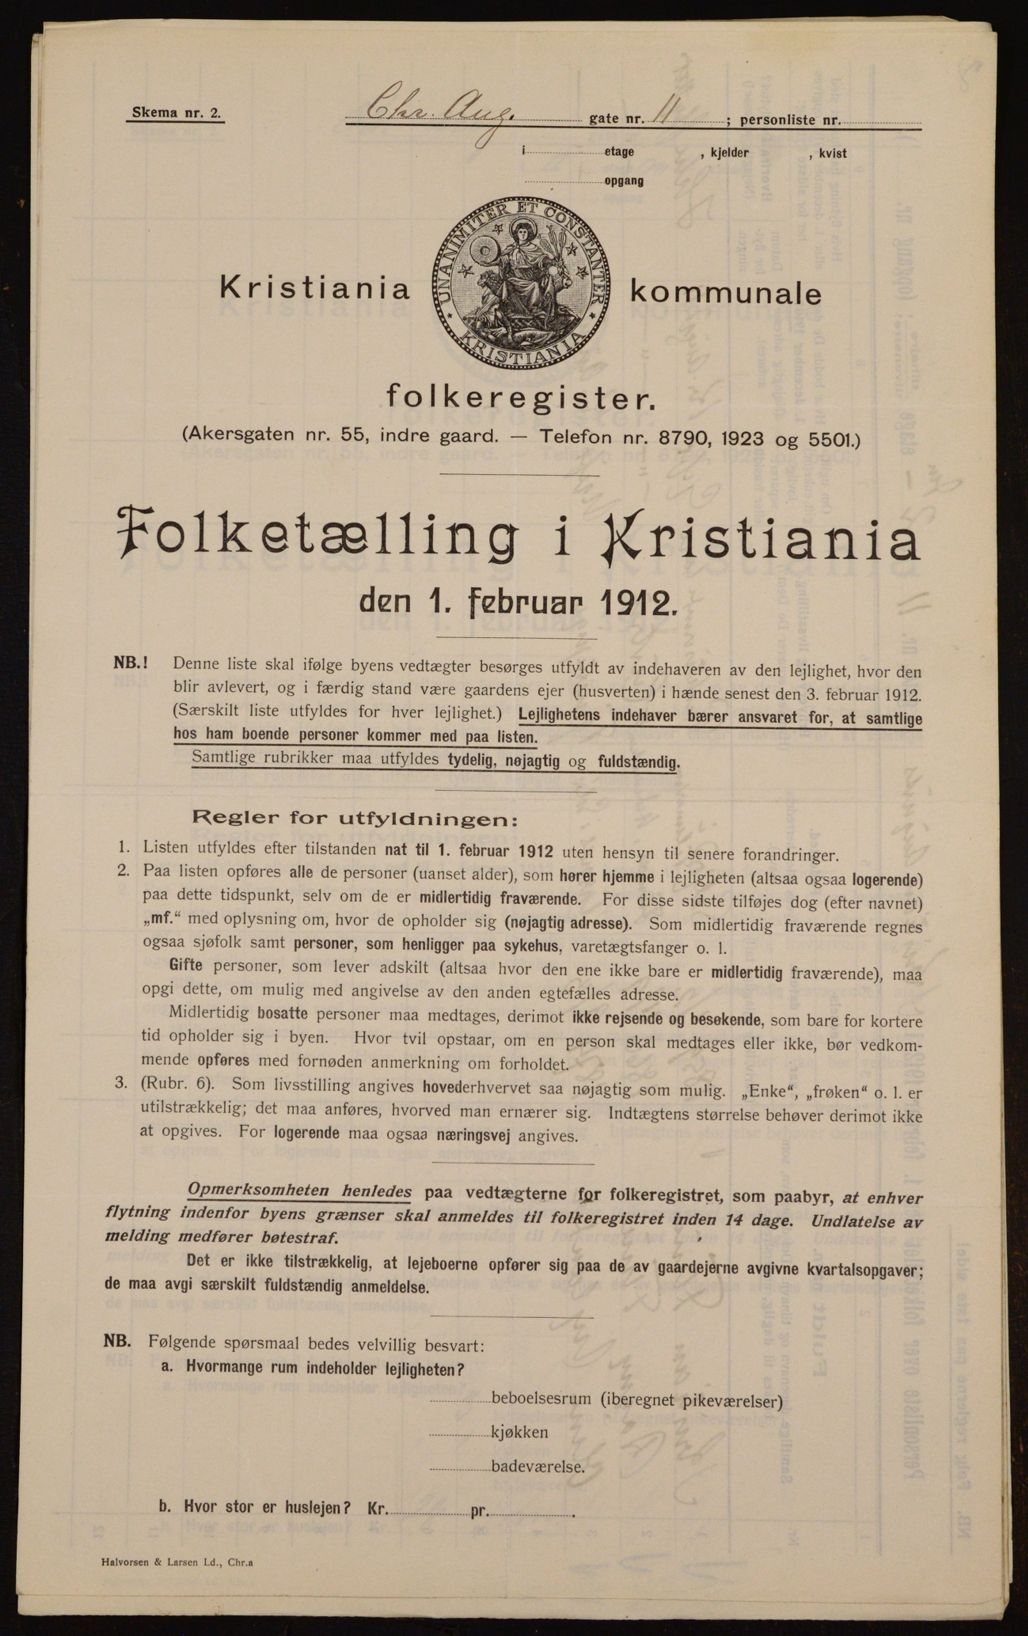 Skema nr. 2.
Chr. Aug. gate nr. 11 ; personliste nr.
i etage , kjelder , kvist
opgang
UNANIMITER ET CONSTANTER
KRISTIANIA
Kristiania kommunale
folkeregister.
(Akersgaten nr. 55, indre gaard. — Telefon nr. 8790, 1923 og 5501.)
Folketælling i Kristiania
den 1. februar 1912.
NB.! Denne liste skal ifølge byens vedtægter besørges utfyldt av indehaveren av den lejlighet, hvor den
blir avlevert, og i færdig stand være gaardens ejer (husverten) i hænde senest den 3. februar 1912.
(Særskilt liste utfyldes for hver lejlighet.) Lejlighetens indehaver bærer ansvaret for, at samtlige
hos ham boende personer kommer med paa listen.
Samtlige rubrikker maa utfyldes tydelig, nøjagtig og fuldstændig.
Regler for utfyldningen:
1. Listen utfyldes efter tilstanden nat til 1. februar 1912 uten hensyn til senere forandringer.
2. Paa listen opføres alle de personer (uanset alder), som hører hjemme i lejligheten (altsaa ogsaa logerende)
paa dette tidspunkt, selv om de er midlertidig fraværende. For disse sidste tilføjes dog (efter navnet)
„mf.“ med oplysning om, hvor de opholder sig (nøjagtig adresse). Som midlertidig fraværende regnes
ogsaa sjøfolk samt personer, som henligger paa sykehus, varetægtsfanger o. l.
Gifte personer, som lever adskilt (altsaa hvor den ene ikke bare er midlertidig fraværende), maa
opgi dette, om mulig med angivelse av den anden egtefælles adresse.
Midlertidig bosatte personer maa medtages, derimot ikke rejsende og besøkende, som bare for kortere
tid opholder sig i byen. Hvor tvil opstaar, om en person skal medtages eller ikke, bør vedkom-
mende opføres med fornøden anmerkning om forholdet.
3. (Rubr. 6). Som livsstilling angives hovederhvervet saa nøjagtig som mulig. „Enke“, „frøken“ o. l. er
utilstrækkelig; det maa anføres, hvorved man ernærer sig. Indtægtens størrelse behøver derimot ikke
at opgives. For logerende maa ogsaa næringsvej angives.
Opmerksomheten henledes paa vedtægterne for folkeregistret, som paabyr, at enhver
flytning indenfor byens grænser skal anmeldes til folkeregistret inden 14 dage. Undlatelse av
melding medfører bøtestraf.
Det er ikke tilstrækkelig, at lejeboerne opfører sig paa de av gaardejerne avgivne kvartalsopgaver;
de maa avgi særskilt fuldstændig anmeldelse.
NB. Følgende spørsmaal bedes velvillig besvart:
a. Hvormange rum indeholder lejligheten?
beboelsesrum (iberegnet pikeværelser)
kjøkken
badeværelse.
b. Hvor stor er huslejen? Kr. pr. .
Halvorsen & Larsen Ld., Chr.a